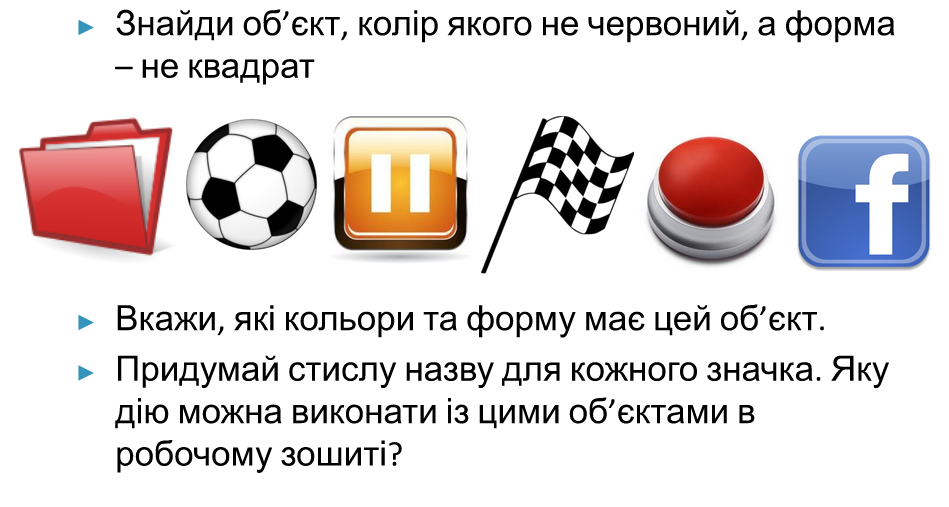 Знайди об’єкт, колір якого не червоний, а форма
– не квадрат
f
Вкажи, які кольори та форму має цей об’єкт.
Придумай стислу назву для кожного значка. Яку
дію можна виконати із цими об’єктами в
робочому зошиті?